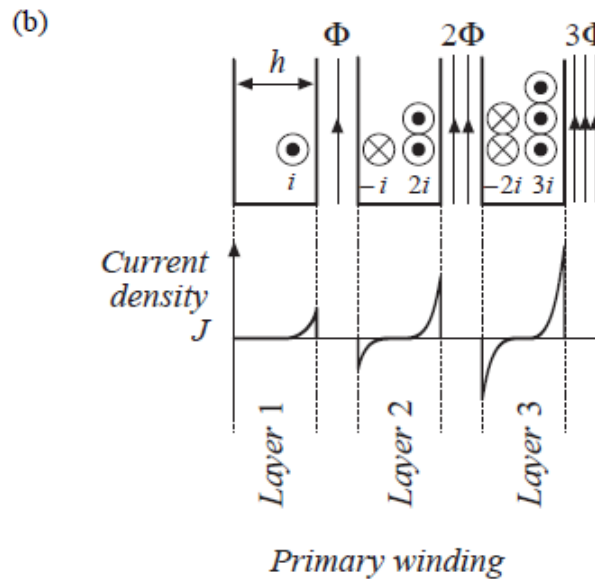 (b)
Φ 2Φ 3Φ
h
i −i 2i −2i 3i
Current
density
J
Layer 1
Layer 2
Layer 3
Primary winding